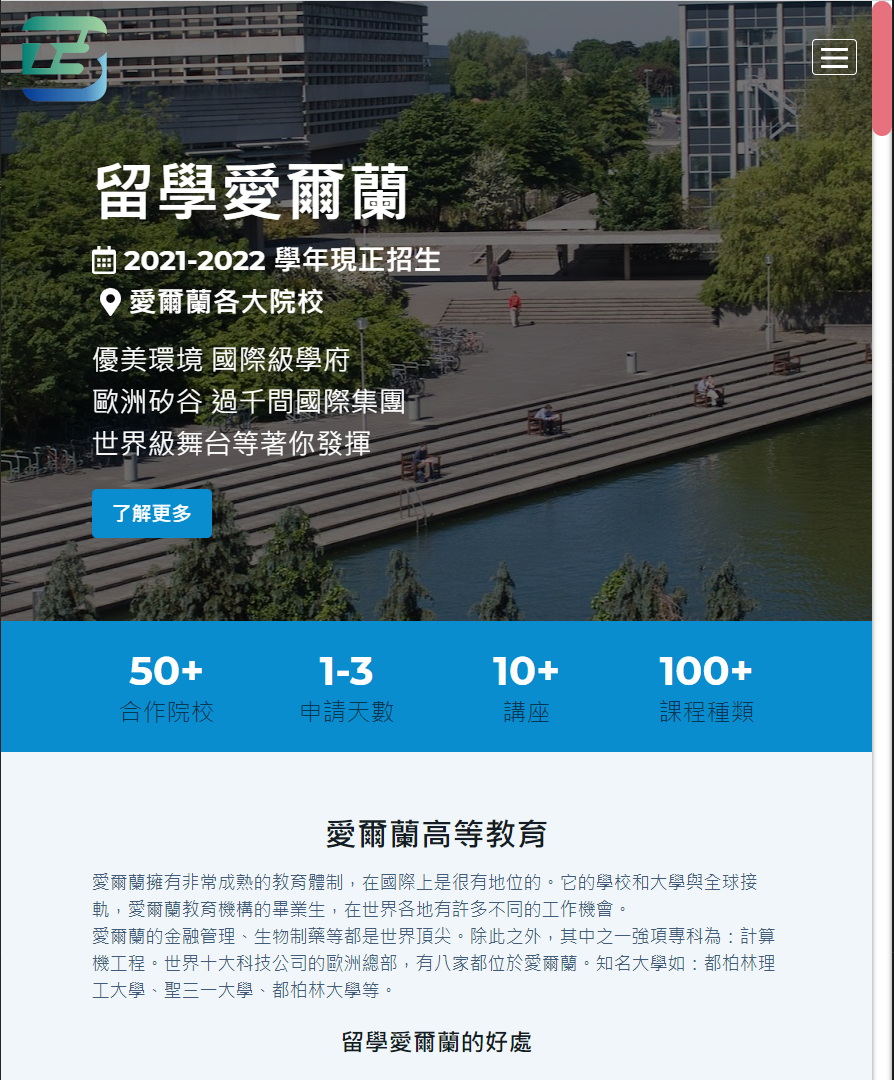 留學愛爾蘭
2021-2022 學年現正招生
愛爾蘭各大院校
優美環境 國際級學府
歐洲矽谷 過千間國際集團
世界級舞台等著你發揮
了解更多
50+ 1-3 10+ 100+
合作院校 申請天數 講座 課程種類
愛爾蘭高等教育
愛爾蘭擁有非常成熟的教育體制，在國際上是很有地位的。它的學校和大學與全球接
軌，愛爾蘭教育機構的畢業生，在世界各地有許多不同的工作機會。
愛爾蘭的金融管理、生物制藥等都是世界頂尖。除此之外，其中之一強項專科為：計算
機工程。世界十大科技公司的歐洲總部，有八家都位於愛爾蘭。知名大學如：都柏林理
工大學、聖三一大學、都柏林大學等。
留學愛爾蘭的好處